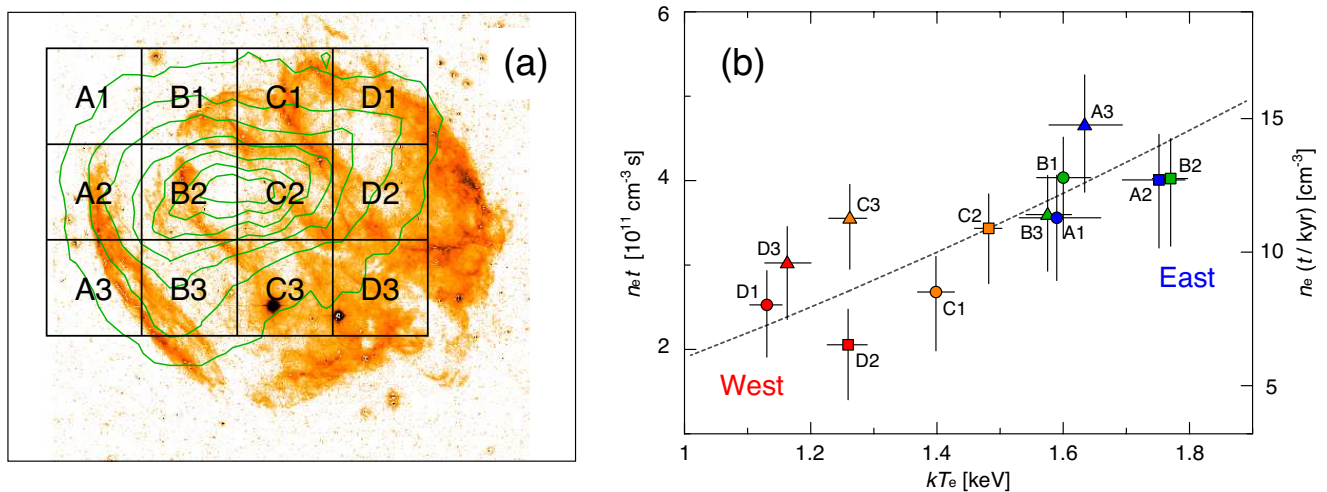 (a)
A1 B1 C1 D1
A2 B2 C2 D2
A3 B3 C3 D3
(b)
6
4
2
nₑt [10¹¹ cm⁻³ s]
15
10
5
nₑ (t / kyr) [cm⁻³]
A3
B1
B2
A2
C3
C2
B3
A1
D3
D1
C1
D2
East
West
1 1.2 1.4 1.6 1.8
kTₑ [keV]